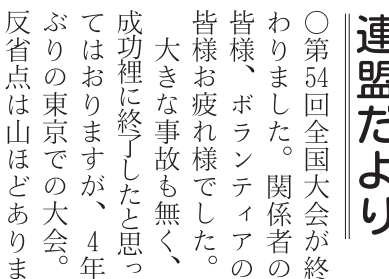 連盟だより
○第54回全国大会が終
わりました。関係者の
皆様、ボランティアの
皆様お疲れ様でした。
大きな事故も無く、
成功裡に終了したと思っ
てはおりますが、4年
ぶりの東京での大会。
反省点は山ほどありま